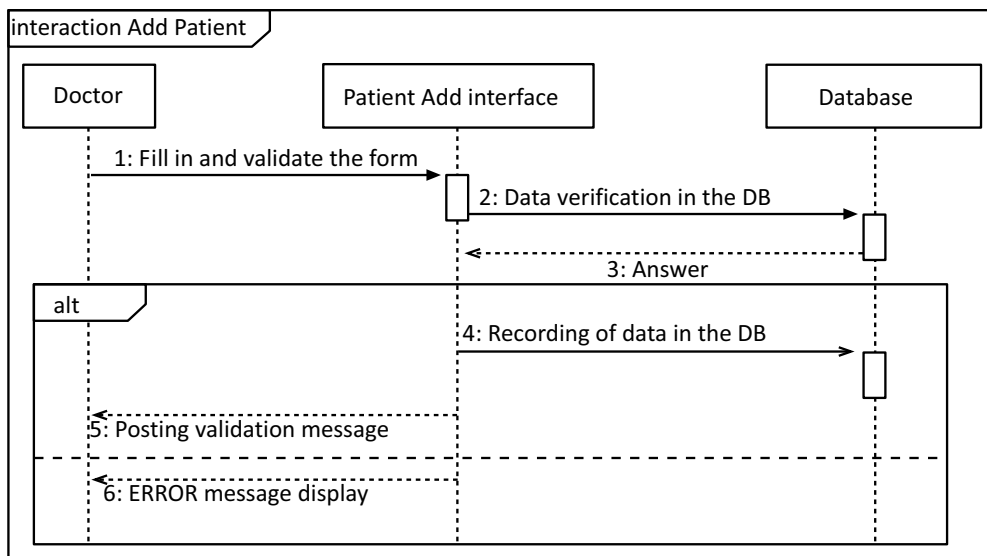 interaction Add Patient
Doctor
Patient Add interface
Database
1: Fill in and validate the form
2: Data verification in the DB
3: Answer
alt
4: Recording of data in the DB
5: Posting validation message
6: ERROR message display